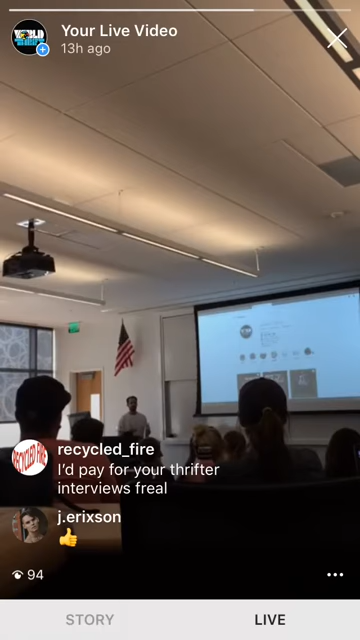 Your Live Video
13h ago
recycled_fire
I'd pay for your thrifter
interviews freal
j.erixson
👍
94
STORY
LIVE